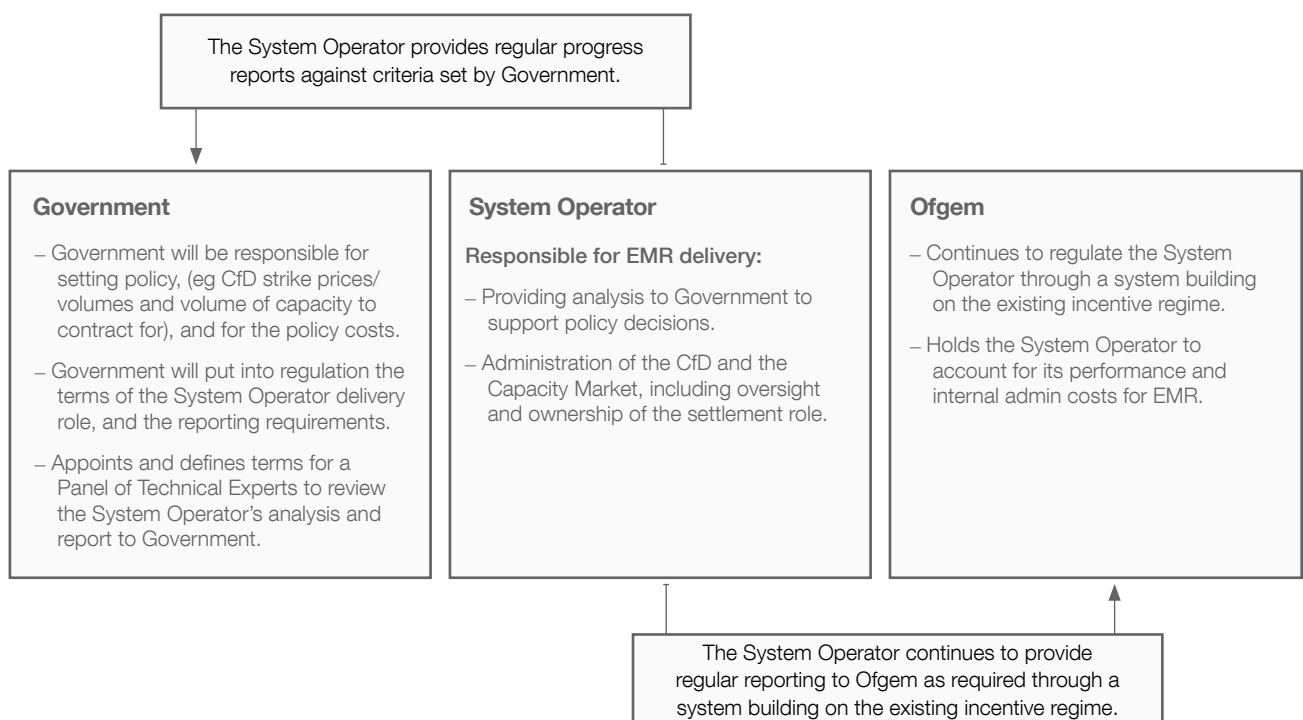 The System Operator provides regular progress
reports against criteria set by Government.
Government
– Government will be responsible for
setting policy, (eg CfD strike prices/
volumes and volume of capacity to
contract for), and for the policy costs.
– Government will put into regulation the
terms of the System Operator delivery
role, and the reporting requirements.
– Appoints and defines terms for a
Panel of Technical Experts to review
the System Operator’s analysis and
report to Government.
System Operator
Responsible for EMR delivery:
– Providing analysis to Government to
support policy decisions.
– Administration of the CfD and the
Capacity Market, including oversight
and ownership of the settlement role.
Ofgem
– Continues to regulate the System
Operator through a system building
on the existing incentive regime.
– Holds the System Operator to
account for its performance and
internal admin costs for EMR.
The System Operator continues to provide
regular reporting to Ofgem as required through a
system building on the existing incentive regime.